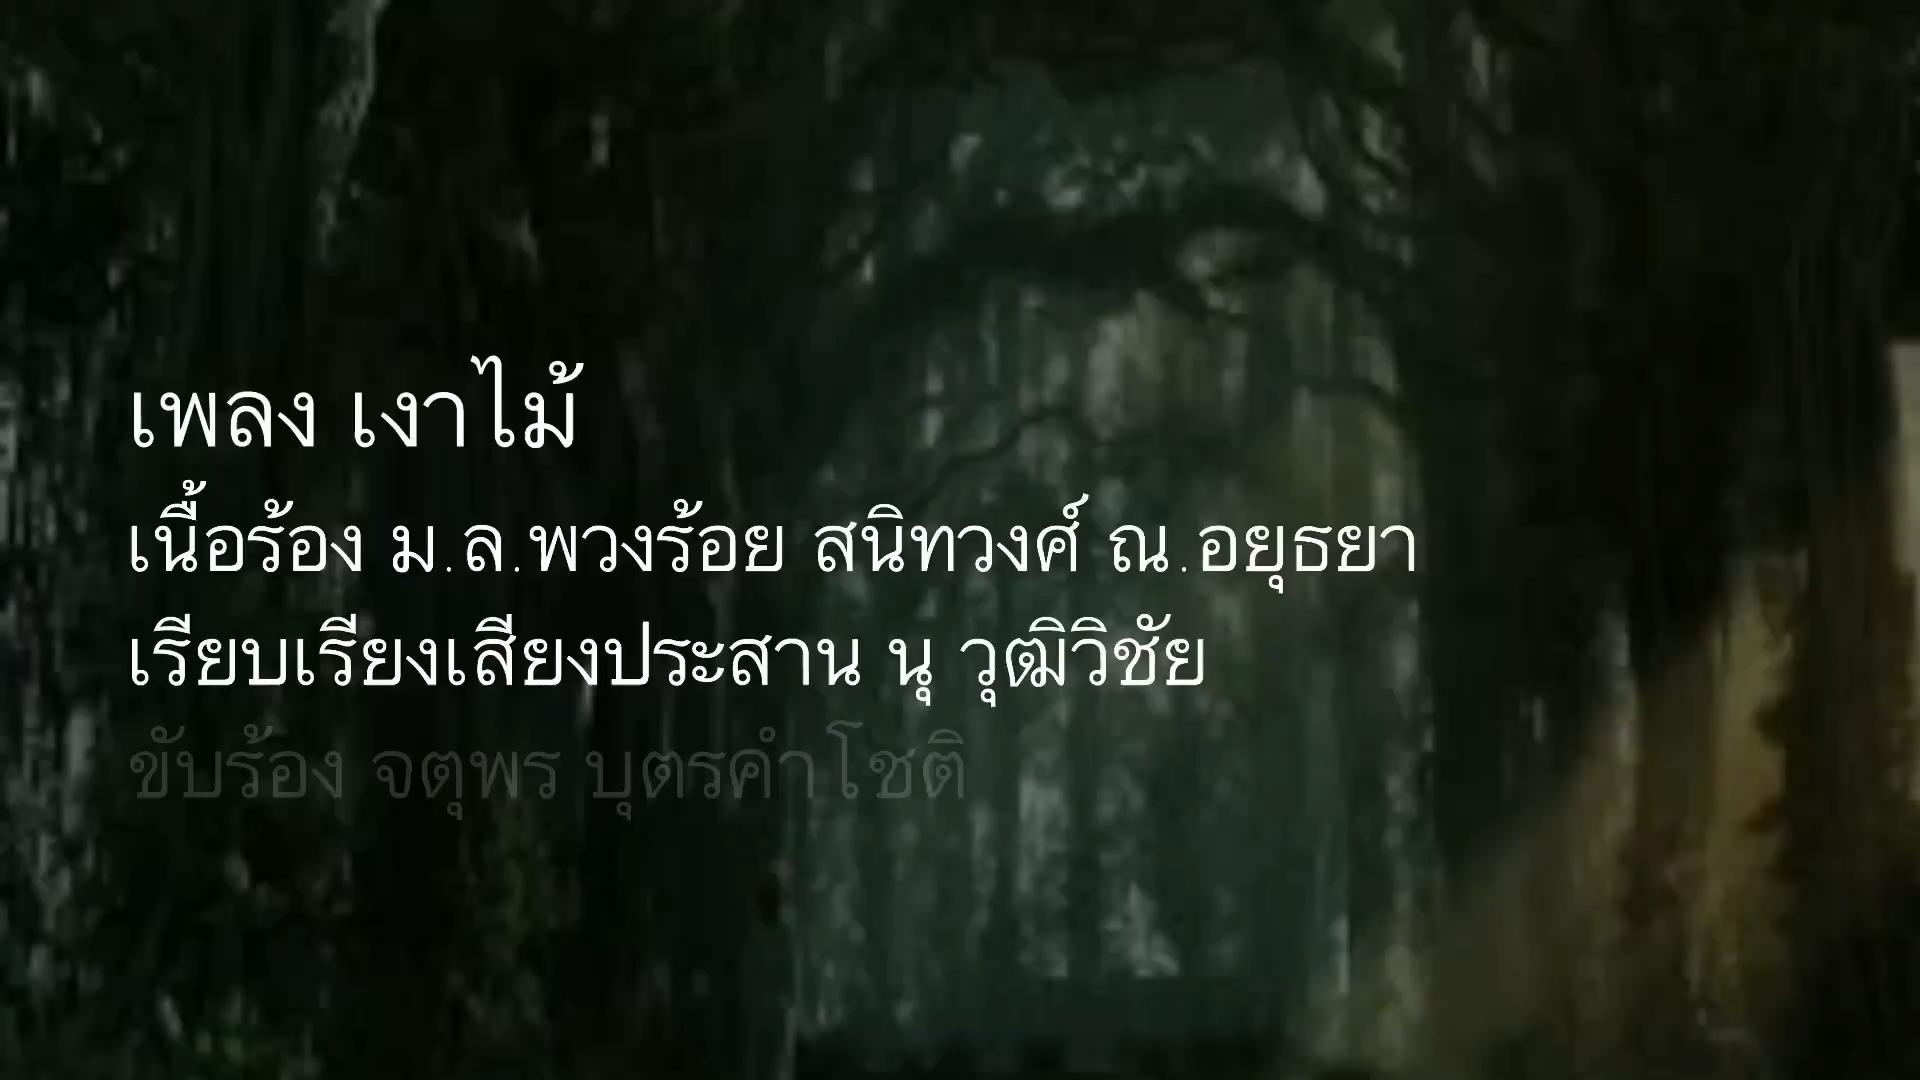 เพลง เงาไม้
เนื้อร้อง ม.ล.พวงร้อย สนิทวงศ์ ณ.อยุธยา
เรียบเรียงเสียงประสาน นุ วุฒิวิชัย
ขับร้อง จตุพร บุตรคำโชติ